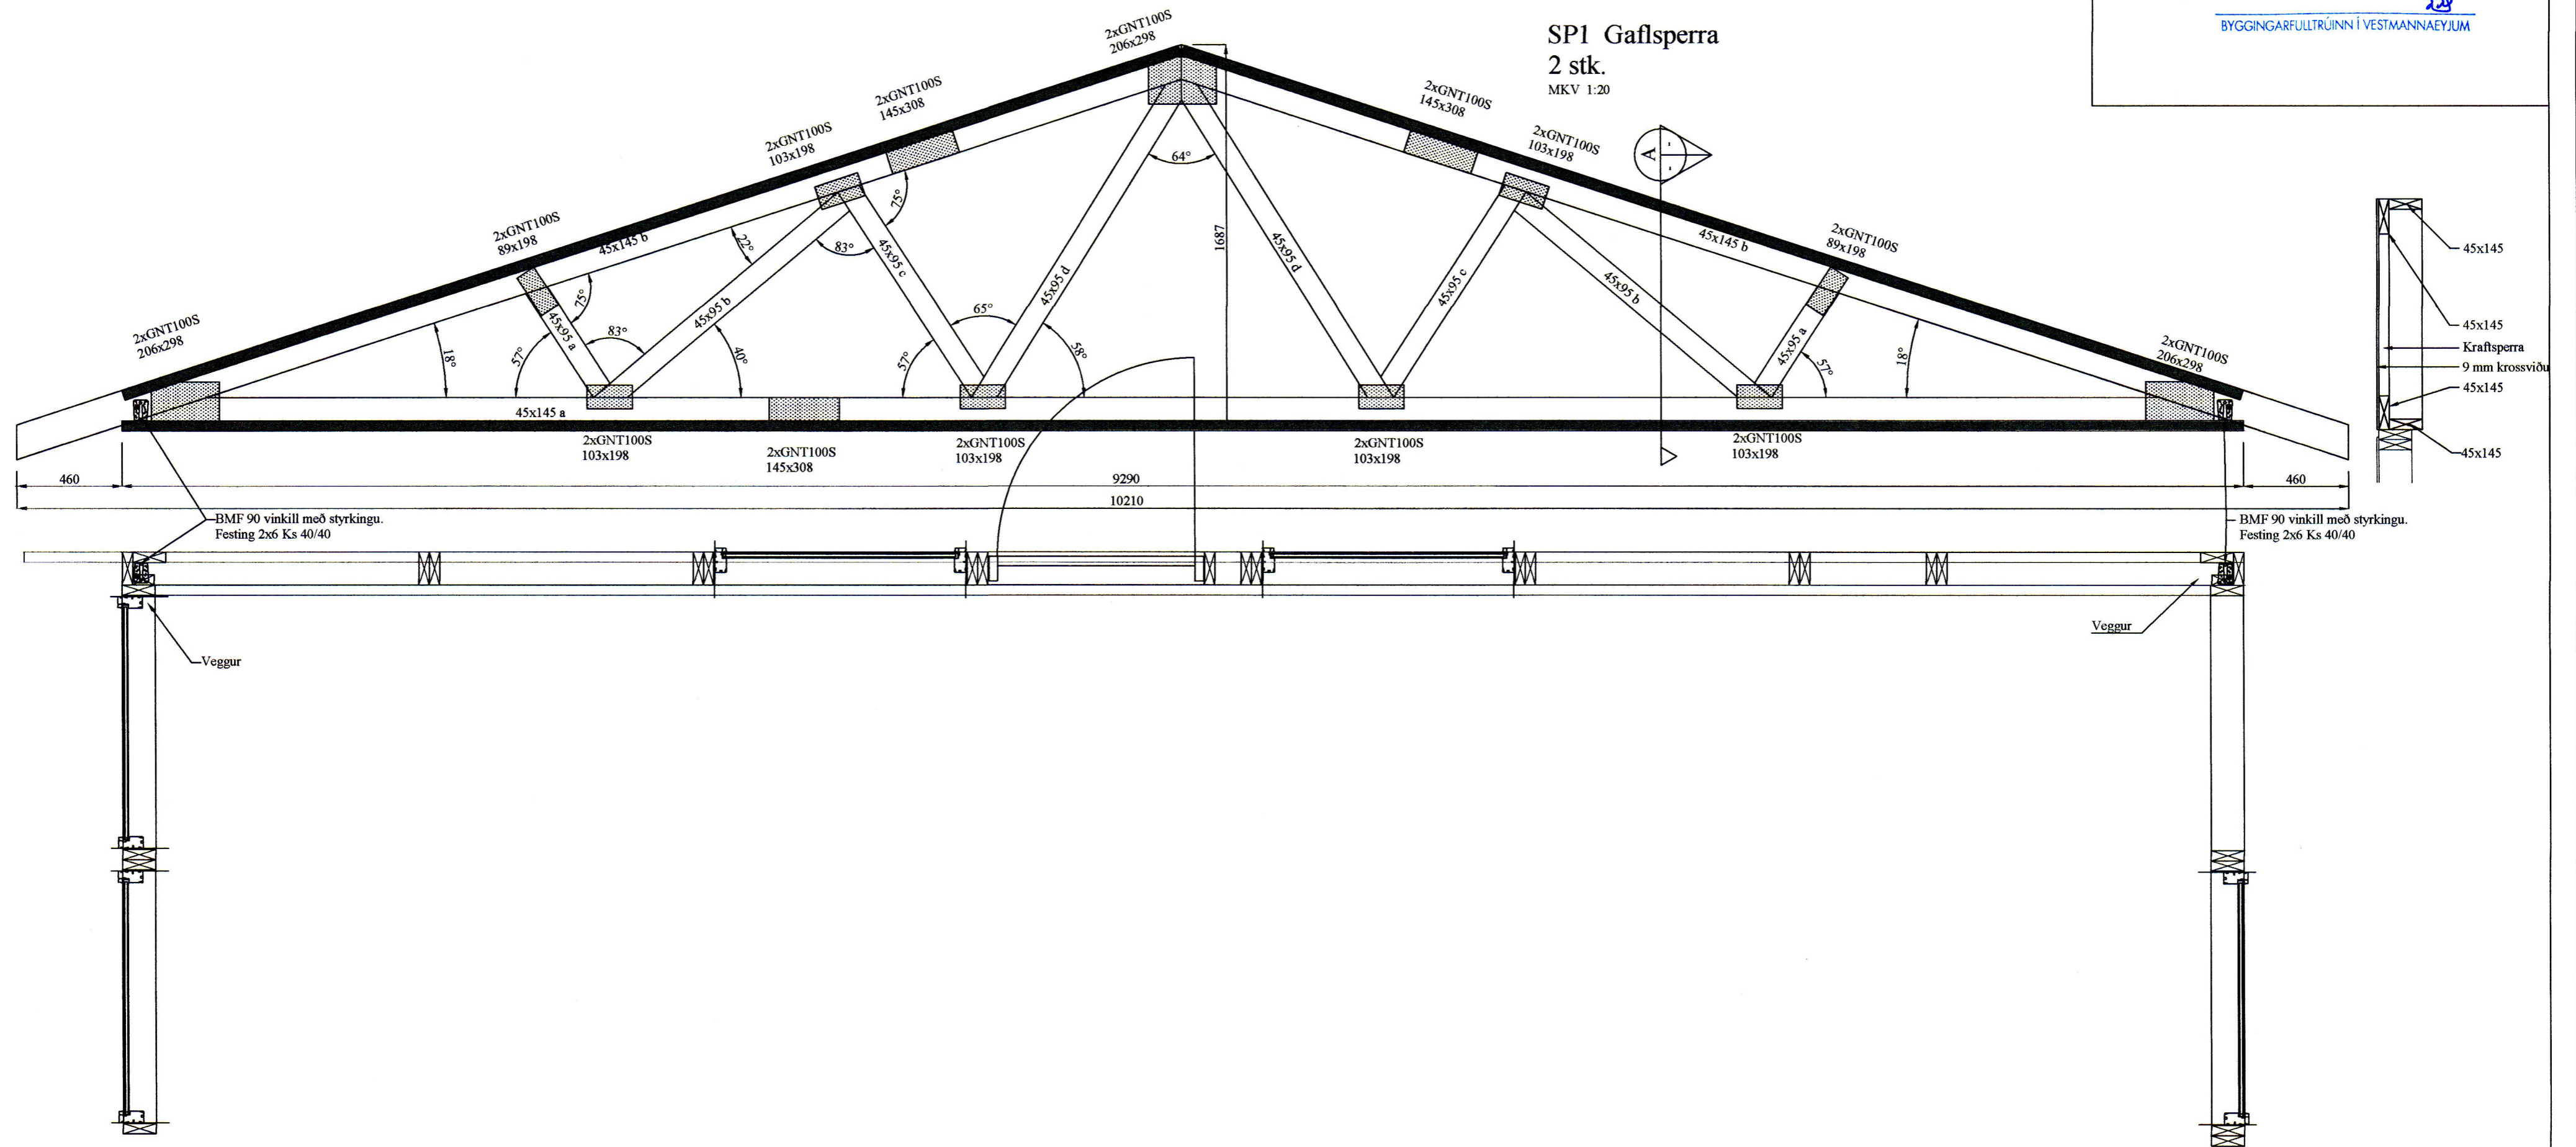 BYGGINGARFULLTRÚINN Í VESTMANNAEYJUM
SP1 Gaflsperra
2 stk.
MKV 1:20
2xGNT100S
206x298
2xGNT100S
145x308
2xGNT100S
103x198
2xGNT100S
89x198
2xGNT100S
206x298
2xGNT100S
145x308
2xGNT100S
103x198
2xGNT100S
89x198
2xGNT100S
206x298
A
45x145 b
45x145 b
64°
75°
22°
83°
75°
83°
18°
57°
40°
57°
65°
58°
57°
18°
45x95 a
45x95 b
45x95 c
45x95 d
45x95 d
45x95 c
45x95 b
45x95 a
1687
45x145 a
2xGNT100S
103x198
2xGNT100S
145x308
2xGNT100S
103x198
2xGNT100S
103x198
2xGNT100S
103x198
460
9290
460
10210
BMF 90 vinkill með styrkingu.
Festing 2x6 Ks 40/40
BMF 90 vinkill með styrkingu.
Festing 2x6 Ks 40/40
Veggur
Veggur
45x145
45x145
Kraftsperra
9 mm krossviðu
45x145
45x145